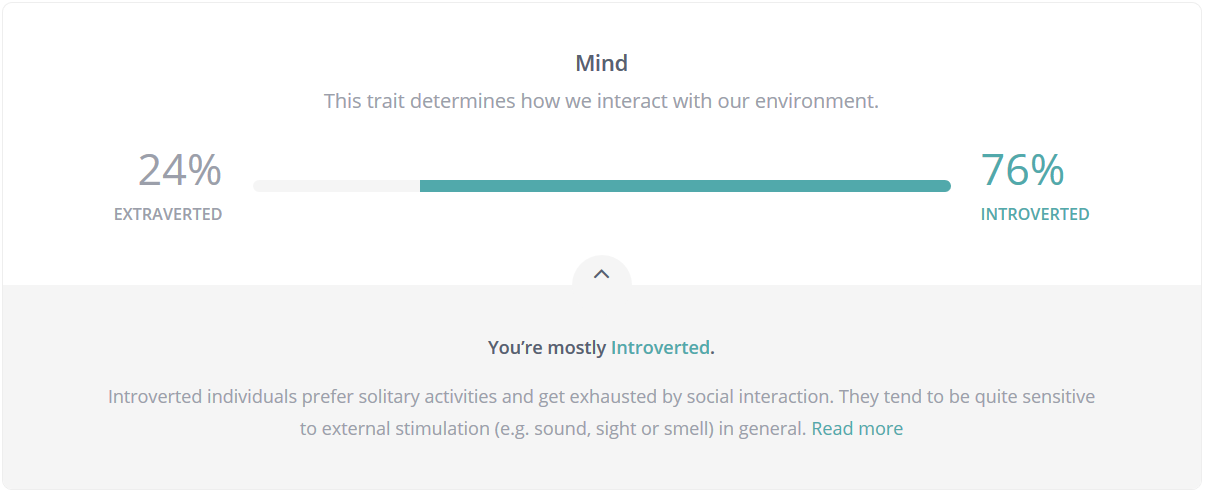 Mind
This trait determines how we interact with our environment.
24%
EXTRAVERTED
76%
INTROVERTED
You’re mostly Introverted.
Introverted individuals prefer solitary activities and get exhausted by social interaction. They tend to be quite sensitive
to external stimulation (e.g. sound, sight or smell) in general. Read more